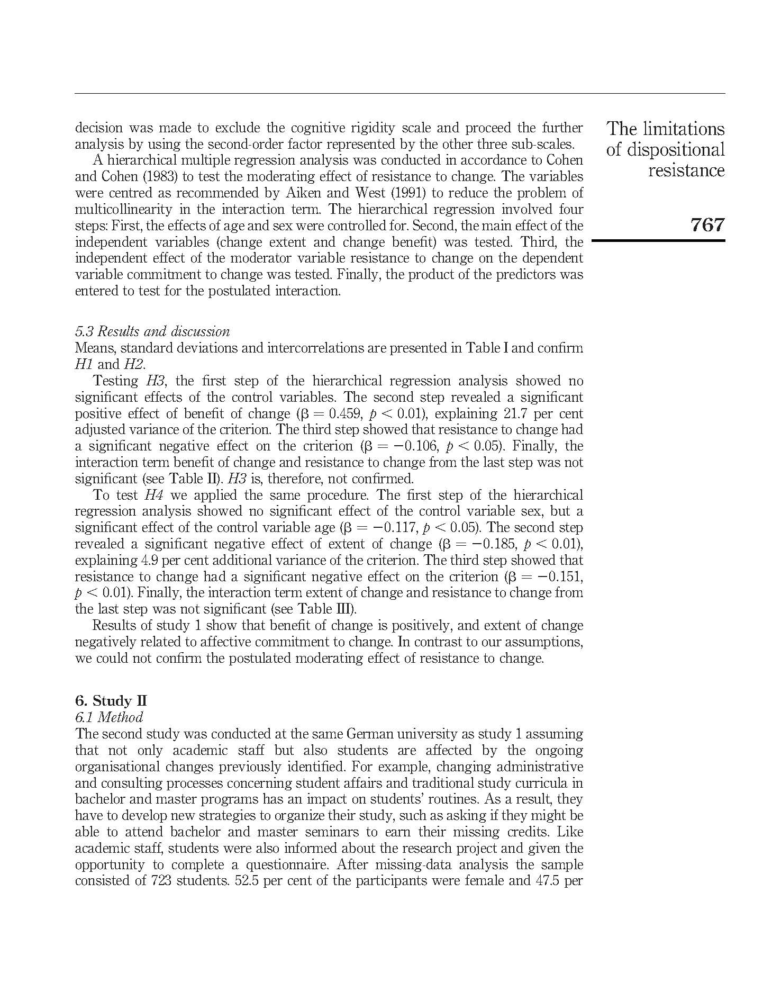 decision was made to exclude the cognitive rigidity scale and proceed the further
analysis by using the second-order factor represented by the other three sub-scales.
A hierarchical multiple regression analysis was conducted in accordance to Cohen
and Cohen (1983) to test the moderating effect of resistance to change. The variables
were centred as recommended by Aiken and West (1991) to reduce the problem of
multicollinearity in the interaction term. The hierarchical regression involved four
steps: First, the effects of age and sex were controlled for. Second, the main effect of the
independent variables (change extent and change benefit) was tested. Third, the
independent effect of the moderator variable resistance to change on the dependent
variable commitment to change was tested. Finally, the product of the predictors was
entered to test for the postulated interaction.
5.3 Results and discussion
Means, standard deviations and intercorrelations are presented in Table I and confirm
H1 and H2.
Testing H3, the first step of the hierarchical regression analysis showed no
significant effects of the control variables. The second step revealed a significant
positive effect of benefit of change (β = 0.459, p < 0.01), explaining 21.7 per cent
adjusted variance of the criterion. The third step showed that resistance to change had
a significant negative effect on the criterion (β = −0.106, p < 0.05). Finally, the
interaction term benefit of change and resistance to change from the last step was not
significant (see Table II). H3 is, therefore, not confirmed.
To test H4 we applied the same procedure. The first step of the hierarchical
regression analysis showed no significant effect of the control variable sex, but a
significant effect of the control variable age (β = −0.117, p < 0.05). The second step
revealed a significant negative effect of extent of change (β = −0.185, p < 0.01),
explaining 4.9 per cent additional variance of the criterion. The third step showed that
resistance to change had a significant negative effect on the criterion (β = −0.151,
p < 0.01). Finally, the interaction term extent of change and resistance to change from
the last step was not significant (see Table III).
Results of study 1 show that benefit of change is positively, and extent of change
negatively related to affective commitment to change. In contrast to our assumptions,
we could not confirm the postulated moderating effect of resistance to change.
6. Study II
6.1 Method
The second study was conducted at the same German university as study 1 assuming
that not only academic staff but also students are affected by the ongoing
organisational changes previously identified. For example, changing administrative
and consulting processes concerning student affairs and traditional study curricula in
bachelor and master programs has an impact on students' routines. As a result, they
have to develop new strategies to organize their study, such as asking if they might be
able to attend bachelor and master seminars to earn their missing credits. Like
academic staff, students were also informed about the research project and given the
opportunity to complete a questionnaire. After missing-data analysis the sample
consisted of 723 students. 52.5 per cent of the participants were female and 47.5 per
The limitations
of dispositional
resistance
767